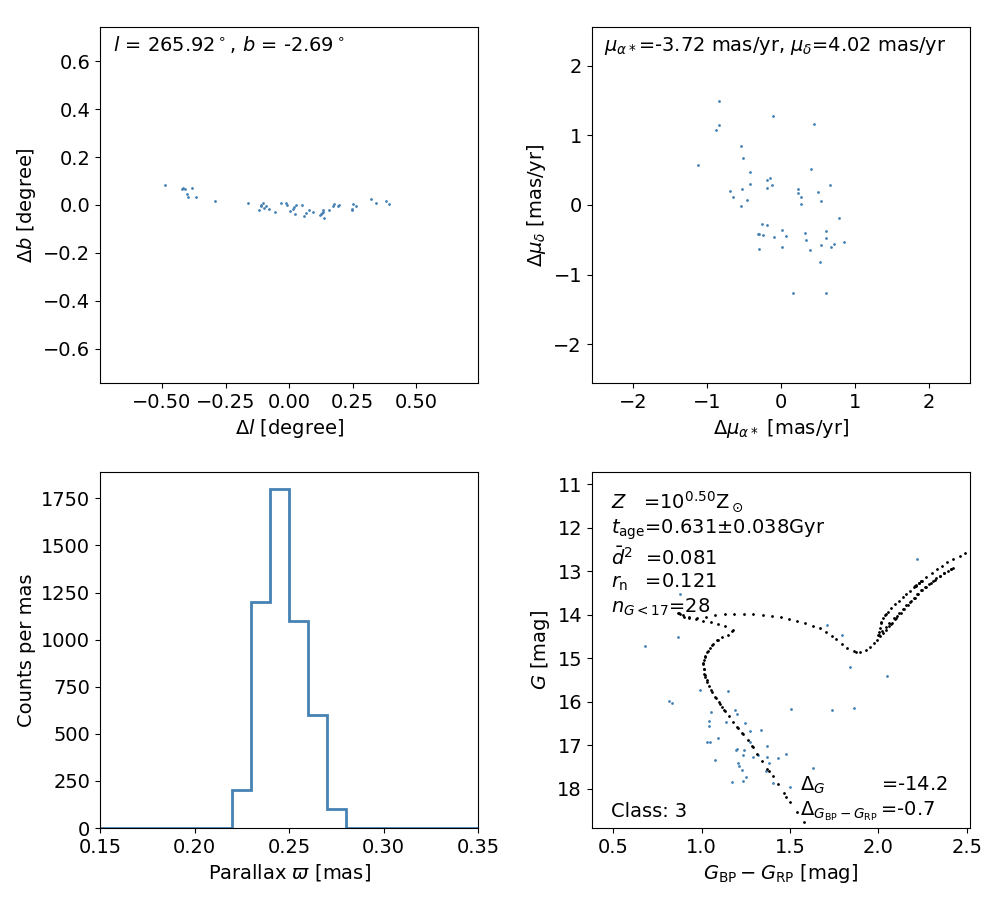 l = 265.92°, b = -2.69°
0.6
0.4
0.2
0.0
−0.2
−0.4
−0.6
Δb [degree]
−0.50 −0.25 0.00 0.25 0.50
Δl [degree]
μα∗=-3.72 mas/yr, μδ=4.02 mas/yr
2
1
0
−1
−2
Δμδ [mas/yr]
−2 −1 0 1 2
Δμα∗ [mas/yr]
1750
1500
1250
1000
750
500
250
0
Counts per mas
0.15 0.20 0.25 0.30 0.35
Parallax ϖ [mas]
11
12
13
14
15
16
17
18
G [mag]
Z =10^0.50 Z⊙
t_age=0.631±0.038Gyr
d̄² =0.081
r_n =0.121
n_G<17=28
Δ_G =-14.2
Δ_GBP−GRP =-0.7
Class: 3
0.5 1.0 1.5 2.0 2.5
G_BP − G_RP [mag]